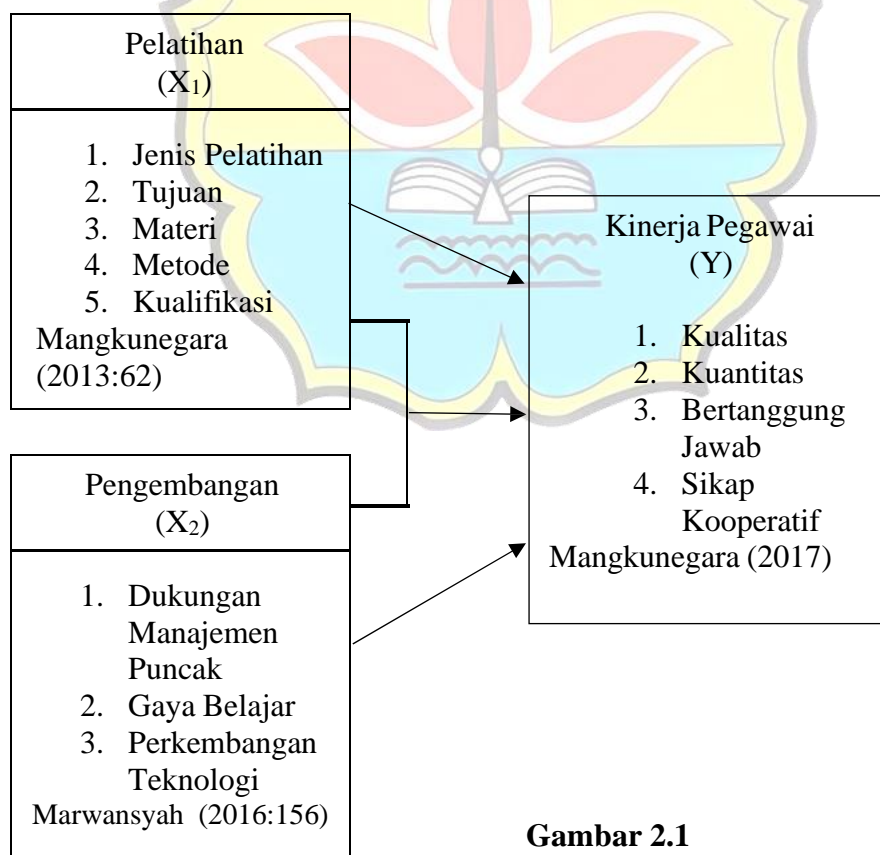 Pelatihan
(X₁)
1. Jenis Pelatihan
2. Tujuan
3. Materi
4. Metode
5. Kualifikasi
Mangkunegara
(2013:62)
Pengembangan
(X₂)
1. Dukungan
Manajemen
Puncak
2. Gaya Belajar
3. Perkembangan
Teknologi
Marwansyah (2016:156)
Kinerja Pegawai
(Y)
1. Kualitas
2. Kuantitas
3. Bertanggung
Jawab
4. Sikap
Kooperatif
Mangkunegara (2017)
Gambar 2.1